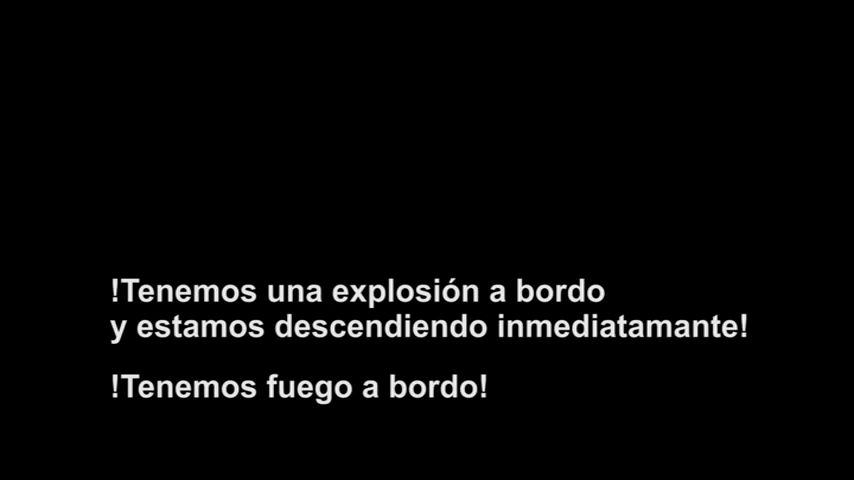 !Tenemos una explosión a bordo
y estamos descendiendo inmediatamante!
!Tenemos fuego a bordo!